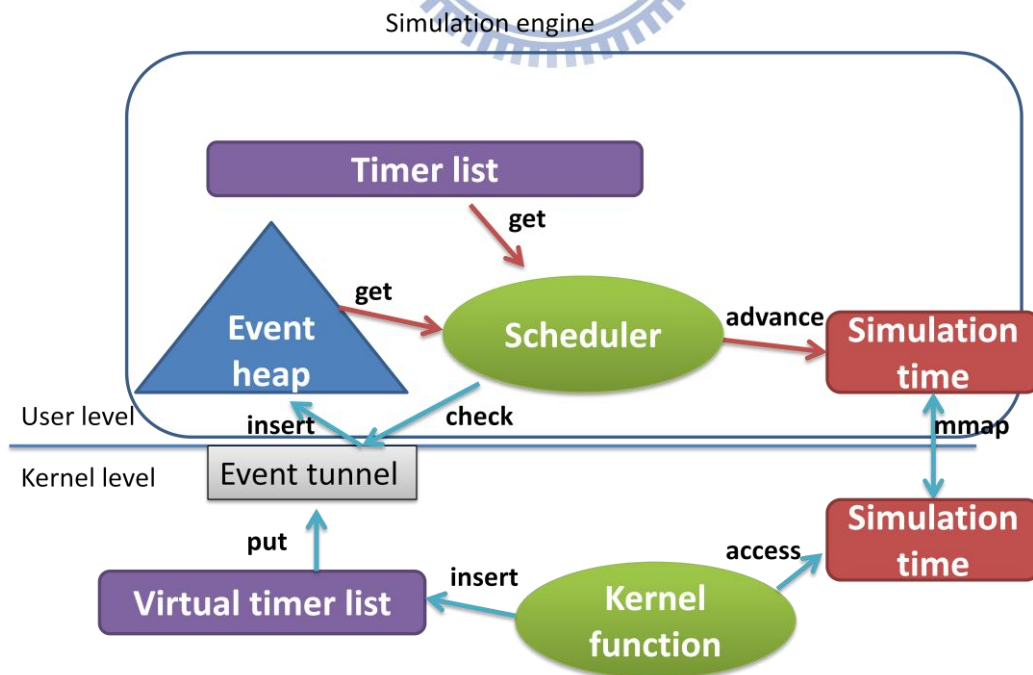 Simulation engine
Timer list
get
get
Event
heap
Scheduler
advance
Simulation
time
User level
insert
check
mmap
Kernel level
Event tunnel
Simulation
time
put
access
Virtual timer list
insert
Kernel
function